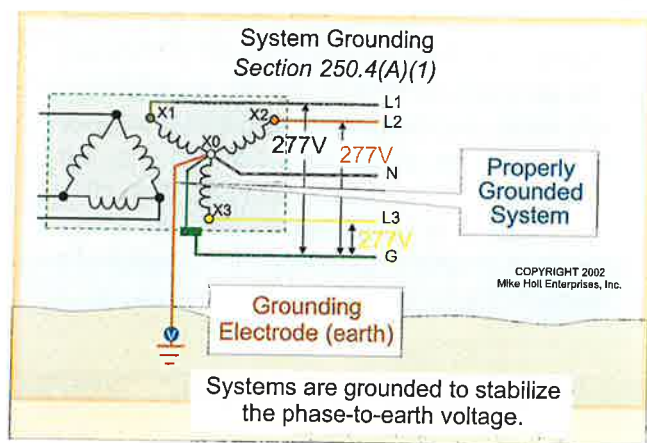 System Grounding
Section 250.4(A)(1)
X1
X2
L1
L2
X0
277V
277V
N
Properly
Grounded
System
X3
L3
277V
G
COPYRIGHT 2002
Mike Holt Enterprises, Inc.
Grounding
Electrode (earth)
V
Systems are grounded to stabilize
the phase-to-earth voltage.